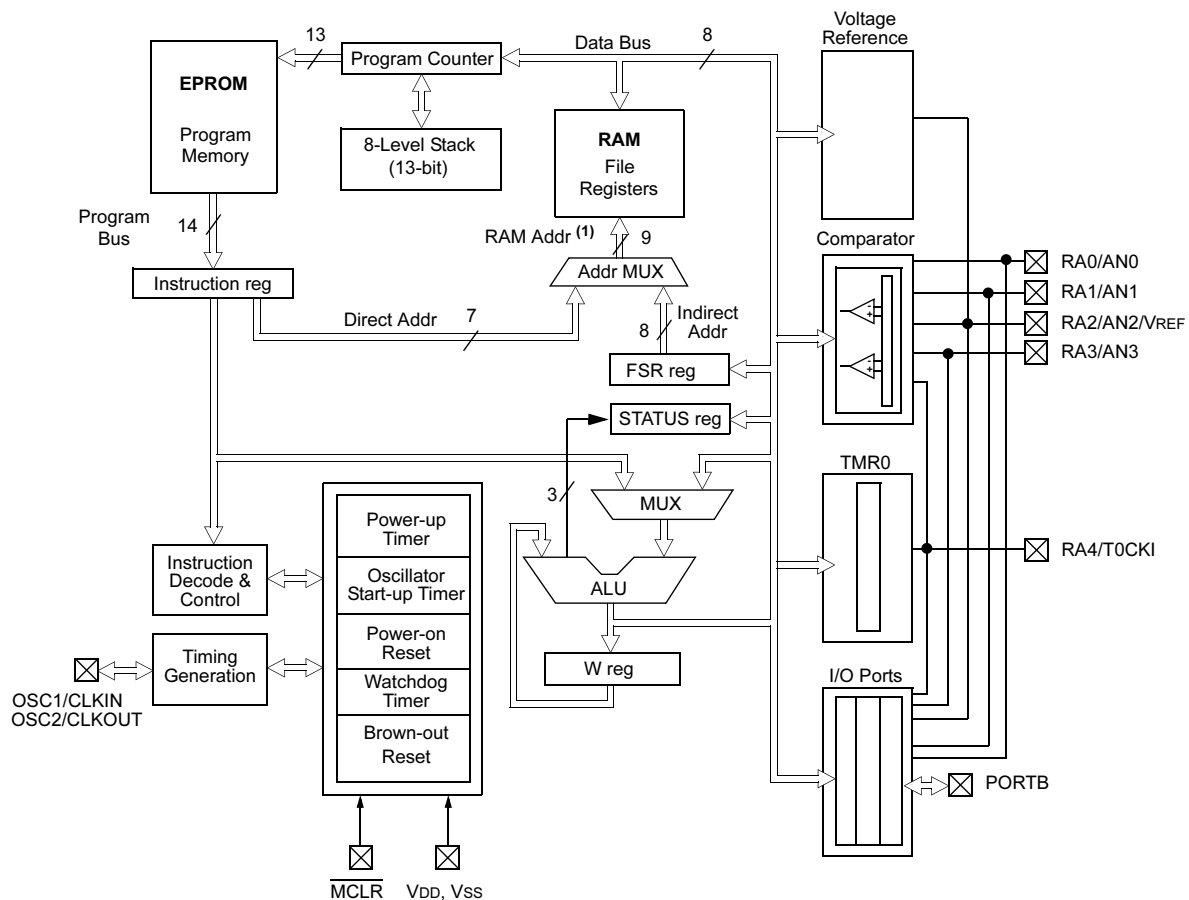 EPROM
Program
Memory
13
Program Counter
8-Level Stack
(13-bit)
Data Bus
8
RAM
File
Registers
Voltage
Reference
Program
Bus
14
RAM Addr (1)
9
Addr MUX
Instruction reg
Direct Addr
7
8
Indirect
Addr
FSR reg
STATUS reg
Comparator
-
+
-
+
RA0/AN0
RA1/AN1
RA2/AN2/VREF
RA3/AN3
3
MUX
ALU
W reg
TMR0
RA4/T0CKI
Power-up
Timer
Oscillator
Start-up Timer
Power-on
Reset
Watchdog
Timer
Brown-out
Reset
Instruction
Decode &
Control
Timing
Generation
OSC1/CLKIN
OSC2/CLKOUT
I/O Ports
PORTB
MCLR
VDD, VSS